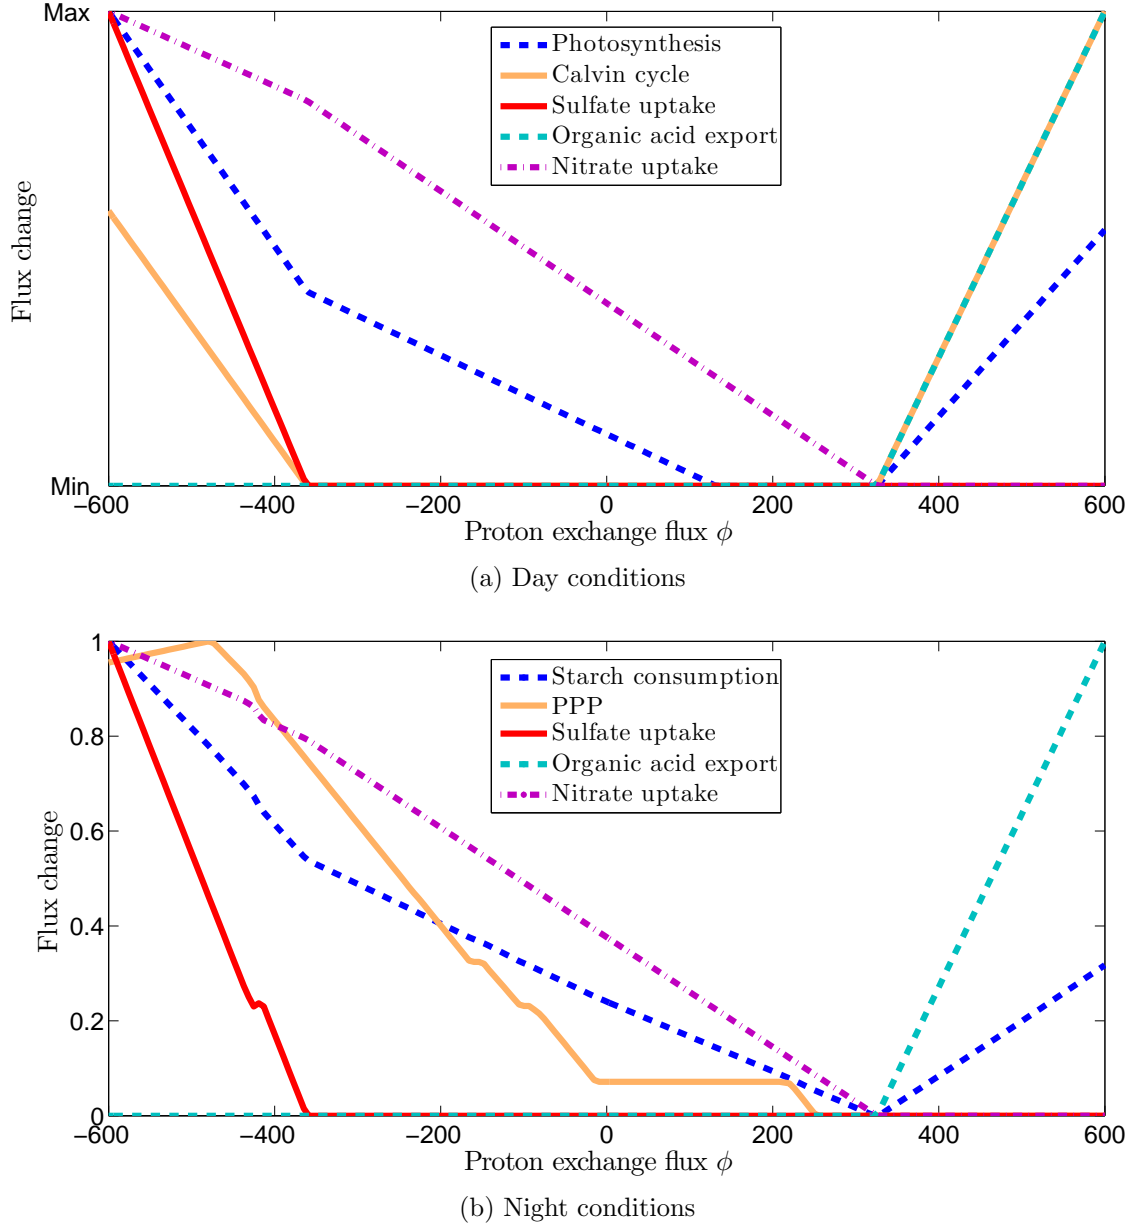 Max
Photosynthesis
Calvin cycle
Sulfate uptake
Organic acid export
Nitrate uptake
Flux change
Min
−600 −400 −200 0 200 400 600
Proton exchange flux ϕ
(a) Day conditions
1
Starch consumption
PPP
Sulfate uptake
Organic acid export
Nitrate uptake
0.8
0.6
Flux change
0.4
0.2
0
−600 −400 −200 0 200 400 600
Proton exchange flux ϕ
(b) Night conditions